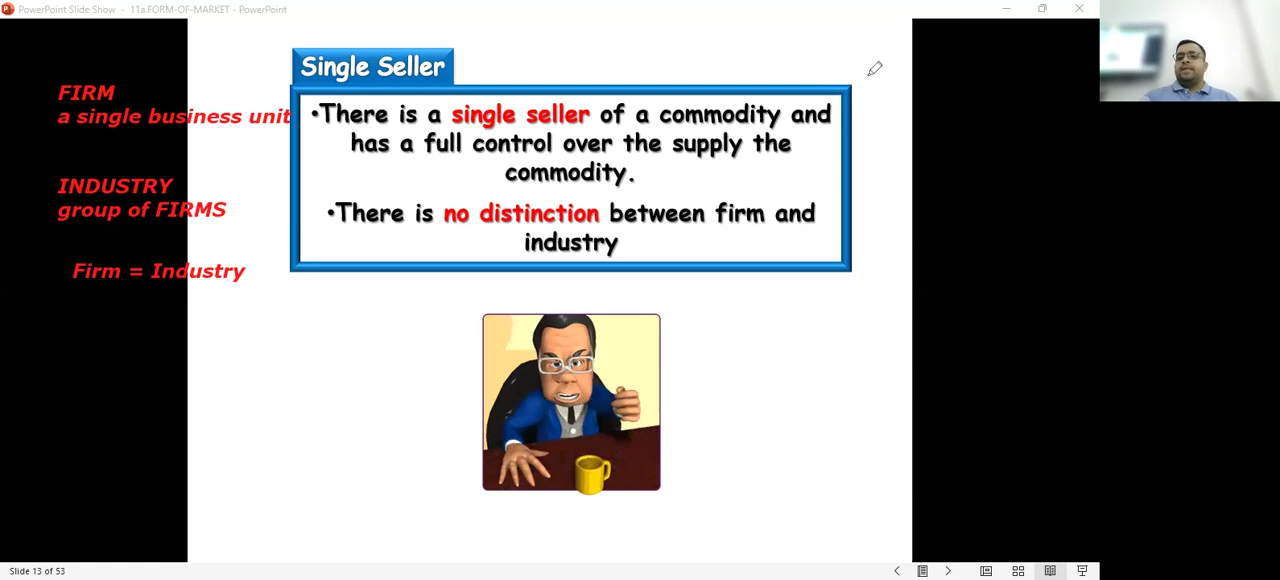 PowerPoint Slide Show - 11a.FORM-OF-MARKET - PowerPoint
Single Seller
FIRM
a single business unit
•There is a single seller of a commodity and
has a full control over the supply the
commodity.
INDUSTRY
group of FIRMS
•There is no distinction between firm and
industry
Firm = Industry
Slide 13 of 53